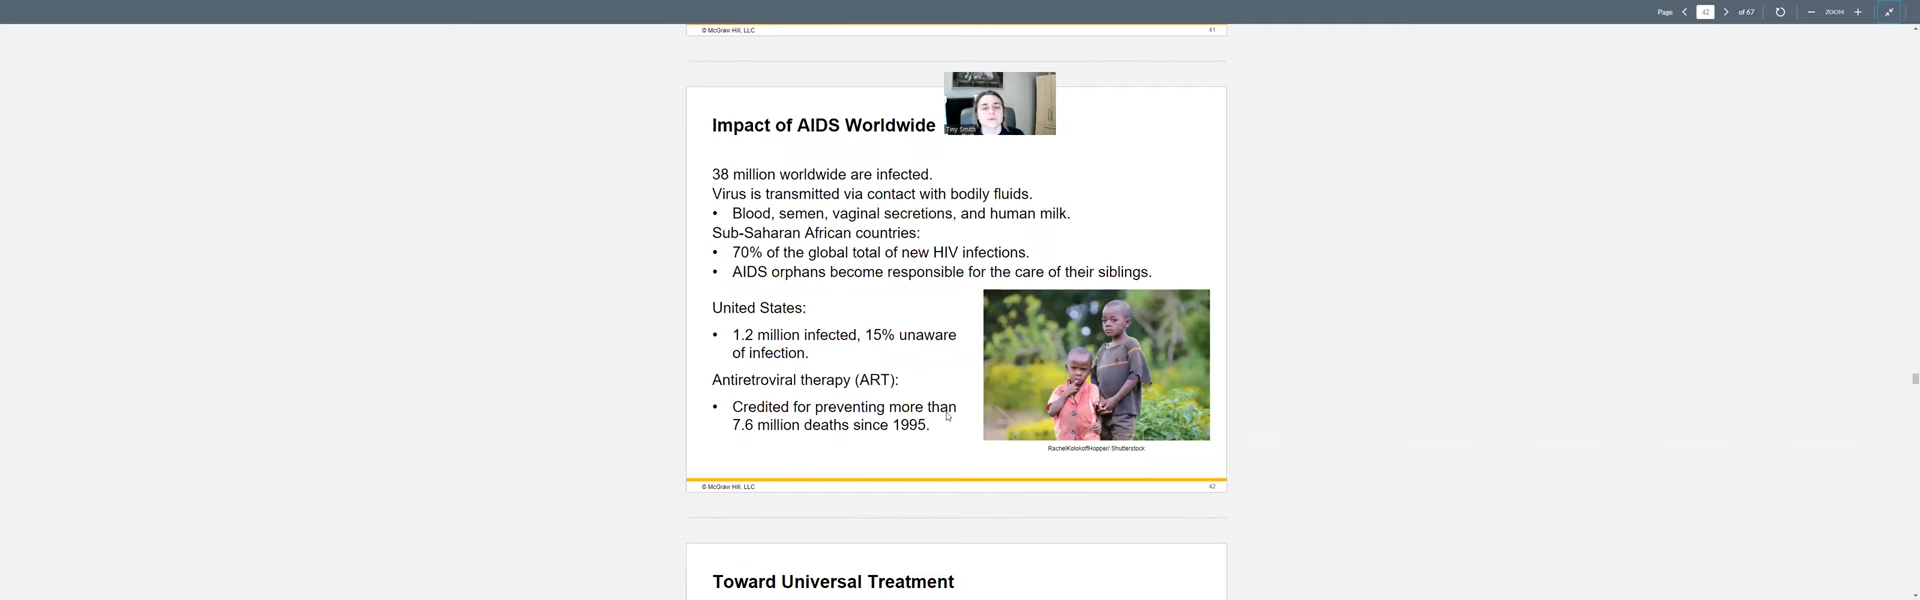 Page 42 of 67 ZOOM
© McGraw Hill, LLC 41
Impact of AIDS Worldwide
Tiny Smith
38 million worldwide are infected.
Virus is transmitted via contact with bodily fluids.
• Blood, semen, vaginal secretions, and human milk.
Sub-Saharan African countries:
• 70% of the global total of new HIV infections.
• AIDS orphans become responsible for the care of their siblings.
United States:
• 1.2 million infected, 15% unaware
of infection.
Antiretroviral therapy (ART):
• Credited for preventing more than
7.6 million deaths since 1995.
RachelKolokoffHopper/ Shutterstock
© McGraw Hill, LLC 42
Toward Universal Treatment